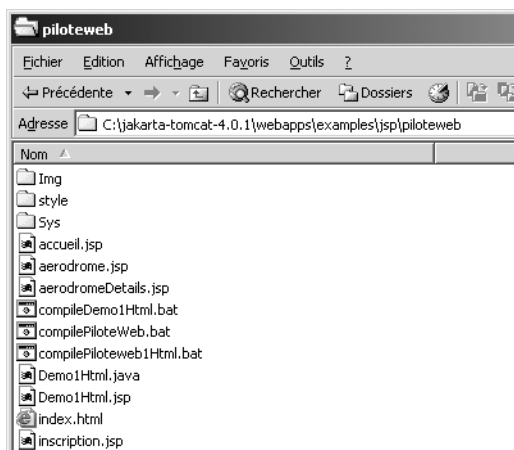 piloteweb
Fichier Edition Affichage Favoris Outils ?
Précédente Rechercher Dossiers
Adresse C:\jakarta-tomcat-4.0.1\webapps\examples\jsp\piloteweb
Nom
Img
style
Sys
accueil.jsp
aerodrome.jsp
aerodromeDetails.jsp
compileDemo1Html.bat
compilePiloteWeb.bat
compilePiloteweb1Html.bat
Demo1Html.java
Demo1Html.jsp
index.html
inscription.jsp